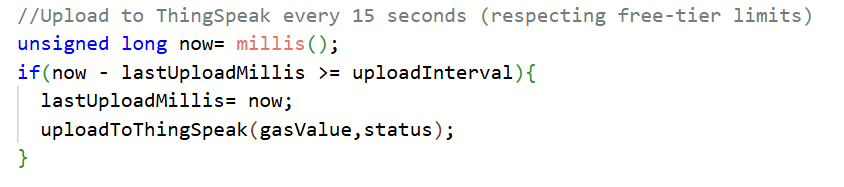 //Upload to ThingSpeak every 15 seconds (respecting free-tier limits)
unsigned long now= millis();
if(now - lastUploadMillis >= uploadInterval){
  lastUploadMillis= now;
  uploadToThingSpeak(gasValue,status);
}